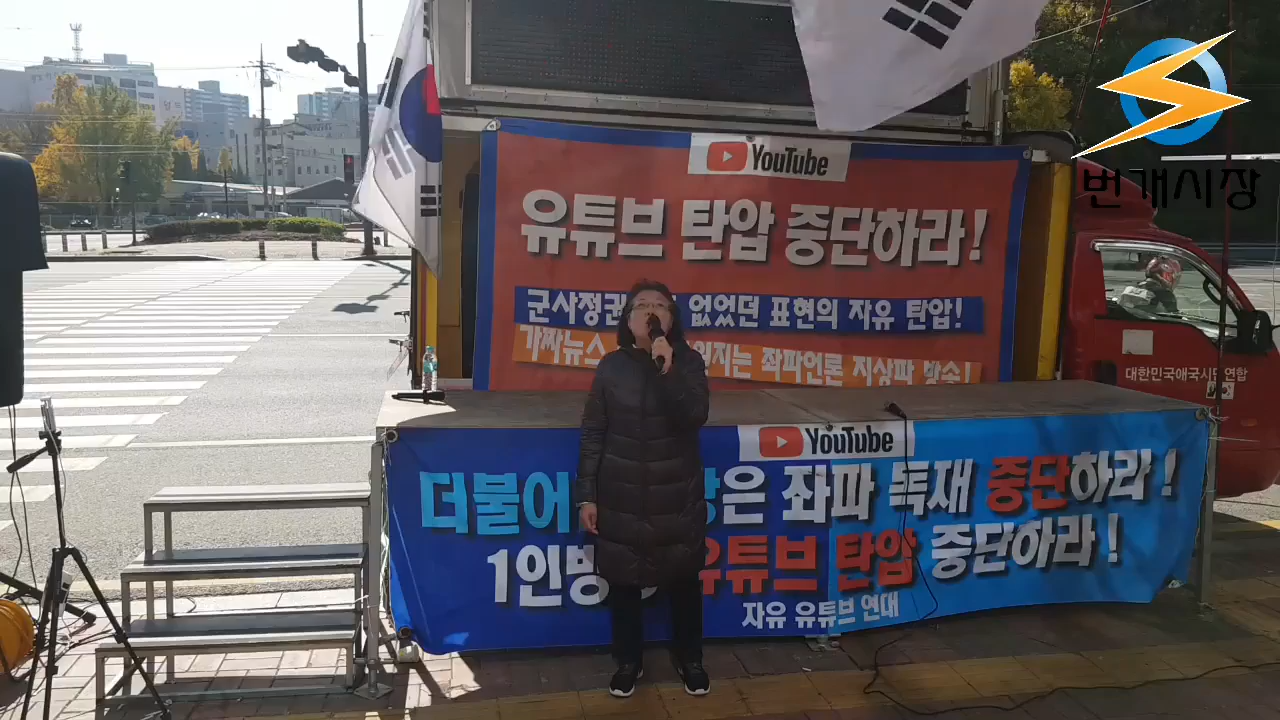 YouTube
번개시장
유튜브 탄압 중단하라!
군사정권 없었던 표현의 자유 탄압!
가짜뉴스 좌파언론 지상파 방송!
대한민국애국시민연합
YouTube
더불어 은 좌파 독재 중단하라!
1인방 유튜브 탄압 중단하라!
자유 유튜브 연대